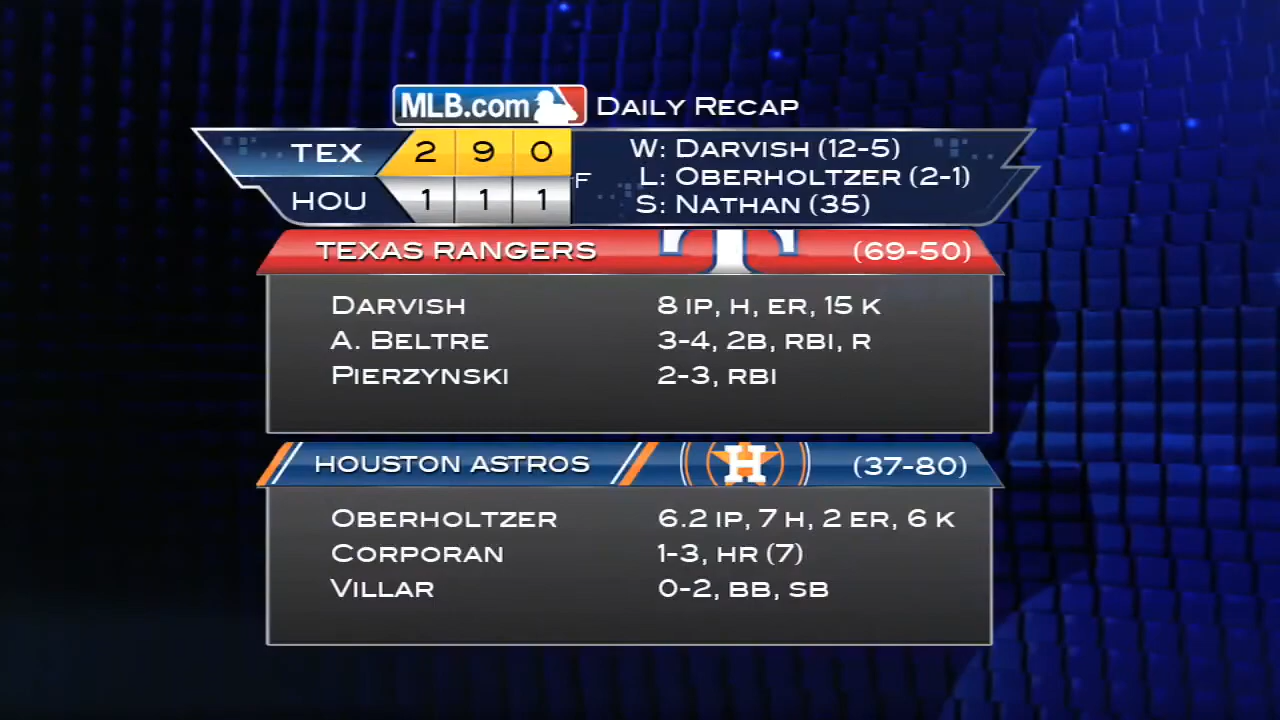 MLB.com DAILY RECAP
TEX 2 9 0
HOU 1 1 1
F
W: DARVISH (12-5)
L: OBERHOLTZER (2-1)
S: NATHAN (35)
TEXAS RANGERS T (69-50)
DARVISH 8 IP, H, ER, 15 K
A. BELTRE 3-4, 2B, RBI, R
PIERZYNSKI 2-3, RBI
HOUSTON ASTROS H (37-80)
OBERHOLTZER 6.2 IP, 7 H, 2 ER, 6 K
CORPORAN 1-3, HR (7)
VILLAR 0-2, BB, SB